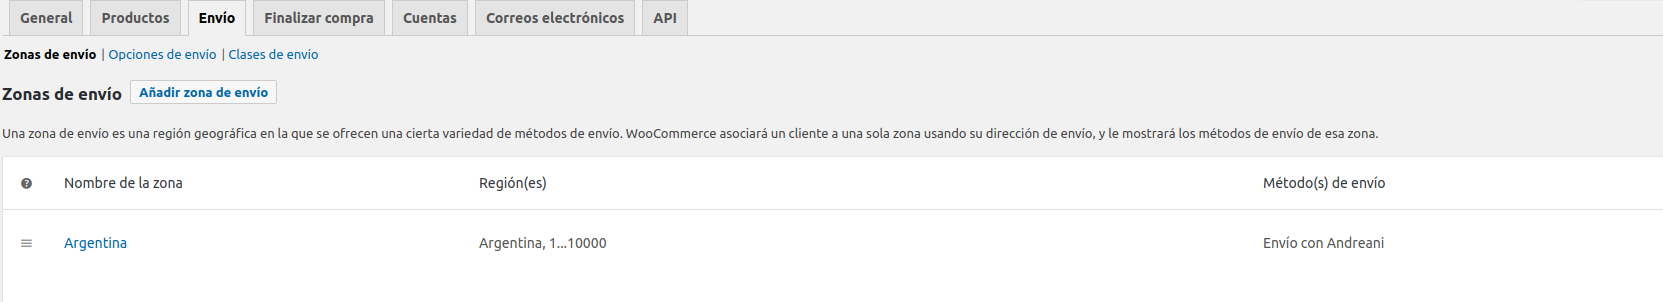 General Productos Envío Finalizar compra Cuentas Correos electrónicos API
Zonas de envío | Opciones de envío | Clases de envío
Zonas de envío Añadir zona de envío
Una zona de envío es una región geográfica en la que se ofrecen una cierta variedad de métodos de envío. WooCommerce asociará un cliente a una sola zona usando su dirección de envío, y le mostrará los métodos de envío de esa zona.
? Nombre de la zona Región(es) Método(s) de envío
Argentina Argentina, 1...10000 Envío con Andreani